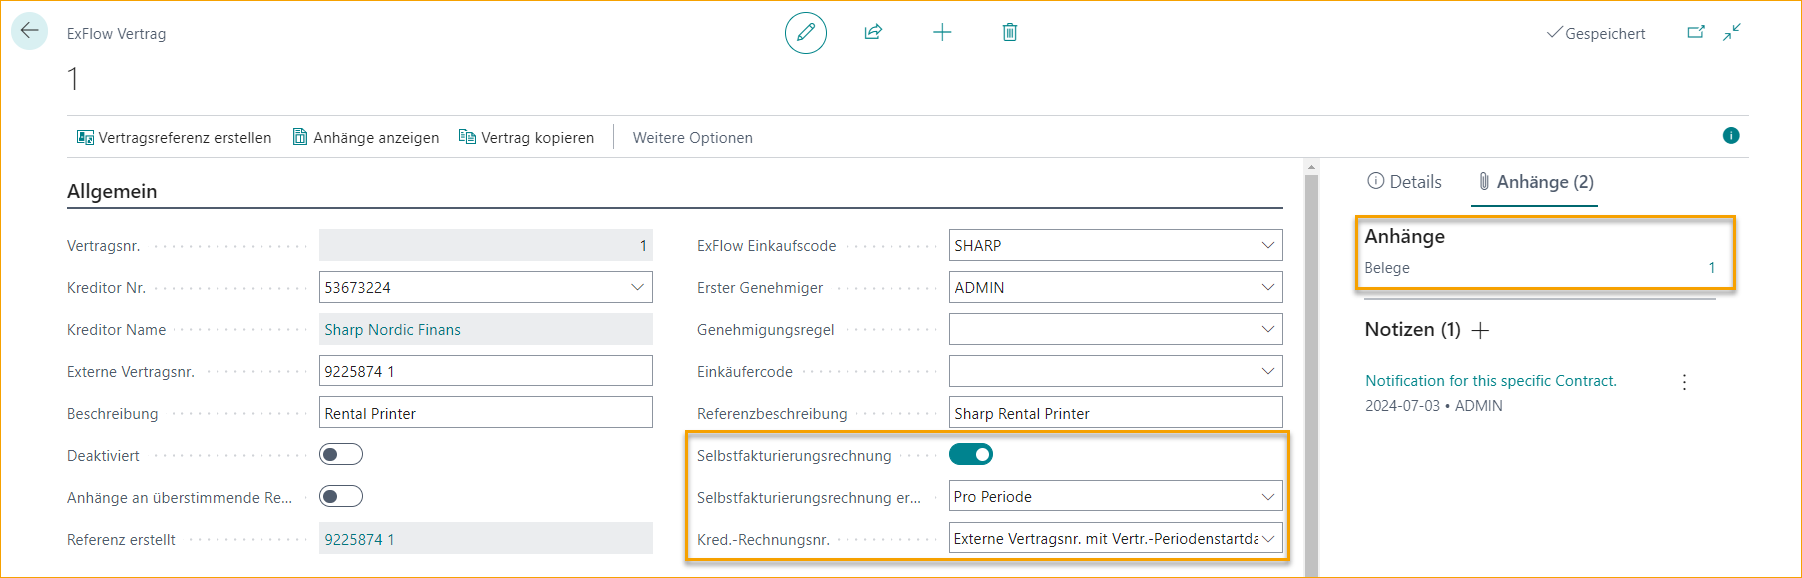 ExFlow Vertrag
Gespeichert
1
Vertragsreferenz erstellen
Anhänge anzeigen
Vertrag kopieren
Weitere Optionen
Allgemein
Vertragsnr.
1
Kreditor Nr.
53673224
Kreditor Name
Sharp Nordic Finans
Externe Vertragsnr.
9225874 1
Beschreibung
Rental Printer
Deaktiviert
Anhänge an überstimmende Re...
Referenz erstellt
9225874 1
ExFlow Einkaufscode
SHARP
Erster Genehmiger
ADMIN
Genehmigungsregel
Einkäufercode
Referenzbeschreibung
Sharp Rental Printer
Selbstfakturierungsrechnung
Selbstfakturierungsrechnung er...
Pro Periode
Kred.-Rechnungsnr.
Externe Vertragsnr. mit Vertr.-Periodenstartda
Details
Anhänge (2)
Anhänge
Belege
1
Notizen (1)
Notification for this specific Contract.
2024-07-03 • ADMIN